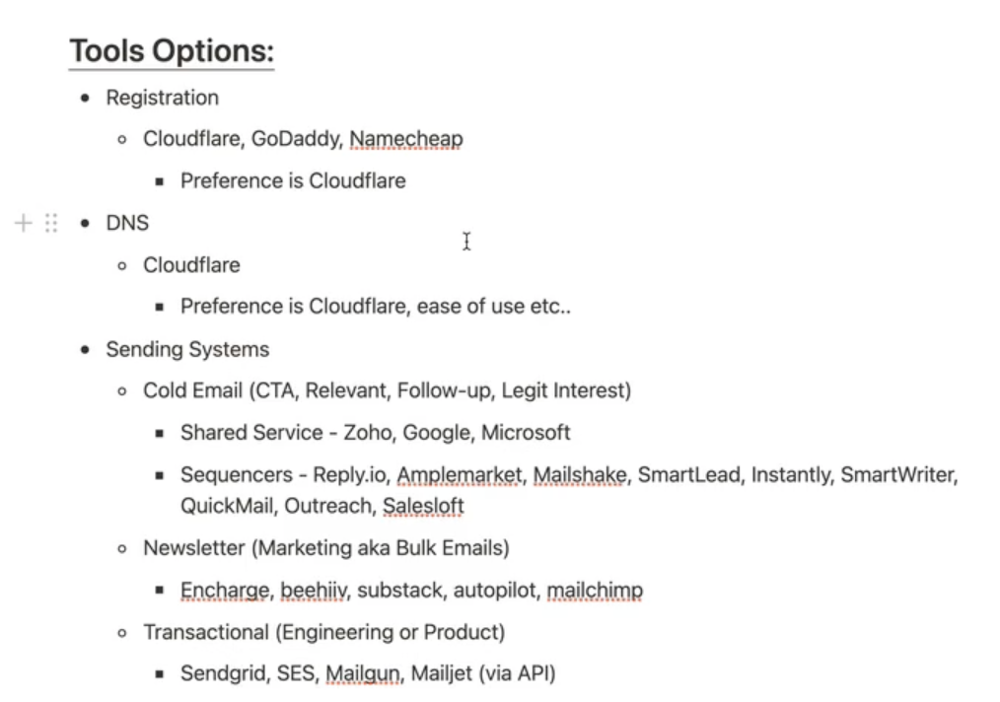 Tools Options:
Registration
Cloudflare, GoDaddy, Namecheap
Preference is Cloudflare
DNS
Cloudflare
Preference is Cloudflare, ease of use etc..
Sending Systems
Cold Email (CTA, Relevant, Follow-up, Legit Interest)
Shared Service - Zoho, Google, Microsoft
Sequencers - Reply.io, Amplemarket, Mailshake, SmartLead, Instantly, SmartWriter,
QuickMail, Outreach, Salesloft
Newsletter (Marketing aka Bulk Emails)
Encharge, beehiiv, substack, autopilot, mailchimp
Transactional (Engineering or Product)
Sendgrid, SES, Mailgun, Mailjet (via API)